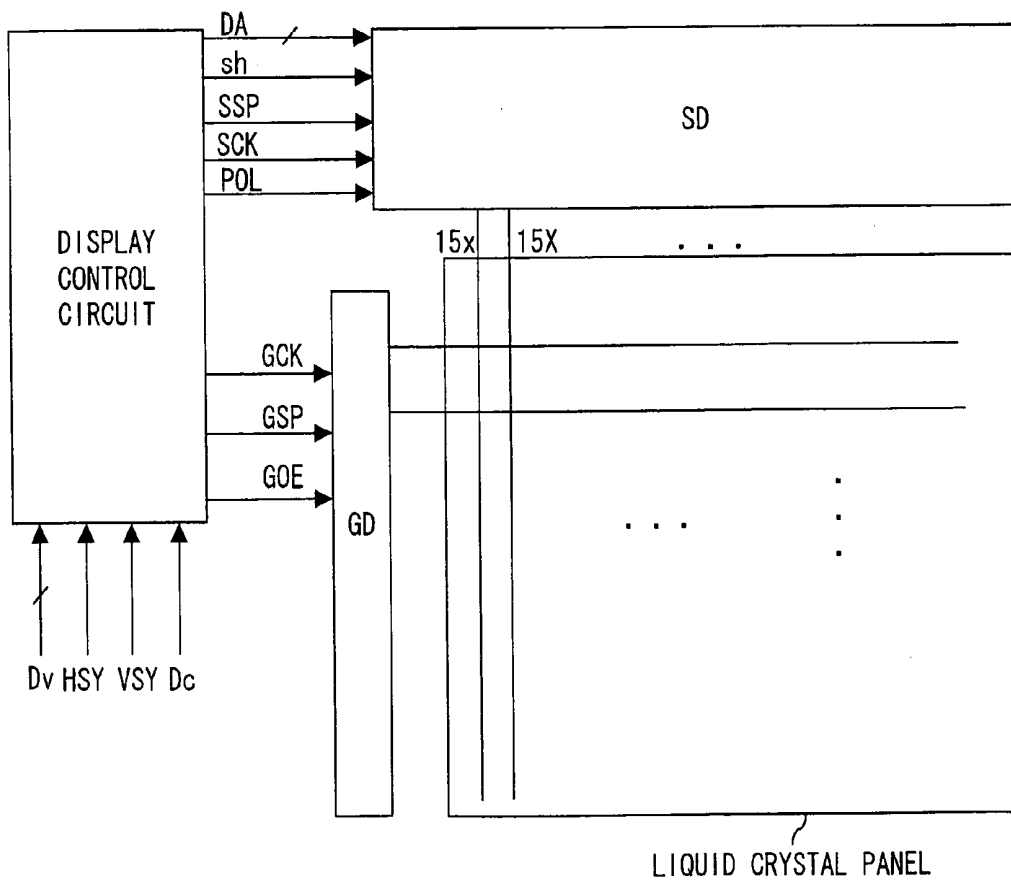 DA
sh
SSP
SCK
POL
SD
DISPLAY
CONTROL
CIRCUIT
15x 15X
GCK
GSP
GOE
GD
Dv HSY VSY Dc
LIQUID CRYSTAL PANEL